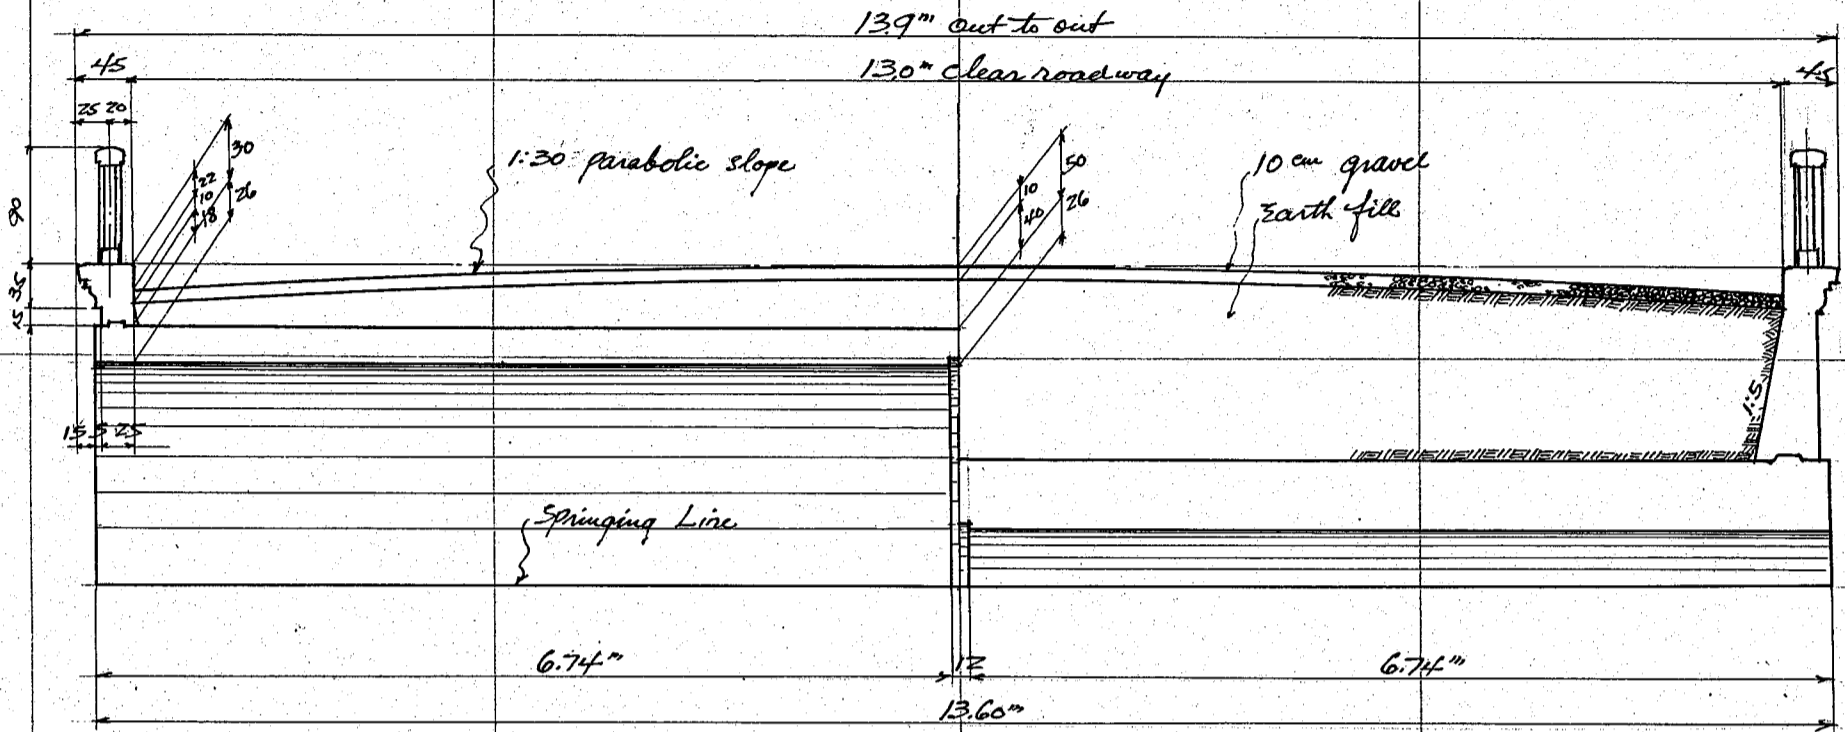 13.9m out to out
13.0m clear roadway
45
45
25 20
30
22
10
18
26
1:30 parabolic slope
50
10
40
26
10 cm gravel
Earth fill
90
35
15
1:5
15 5 25
Springing Line
6.74m
12
6.74m
13.60m